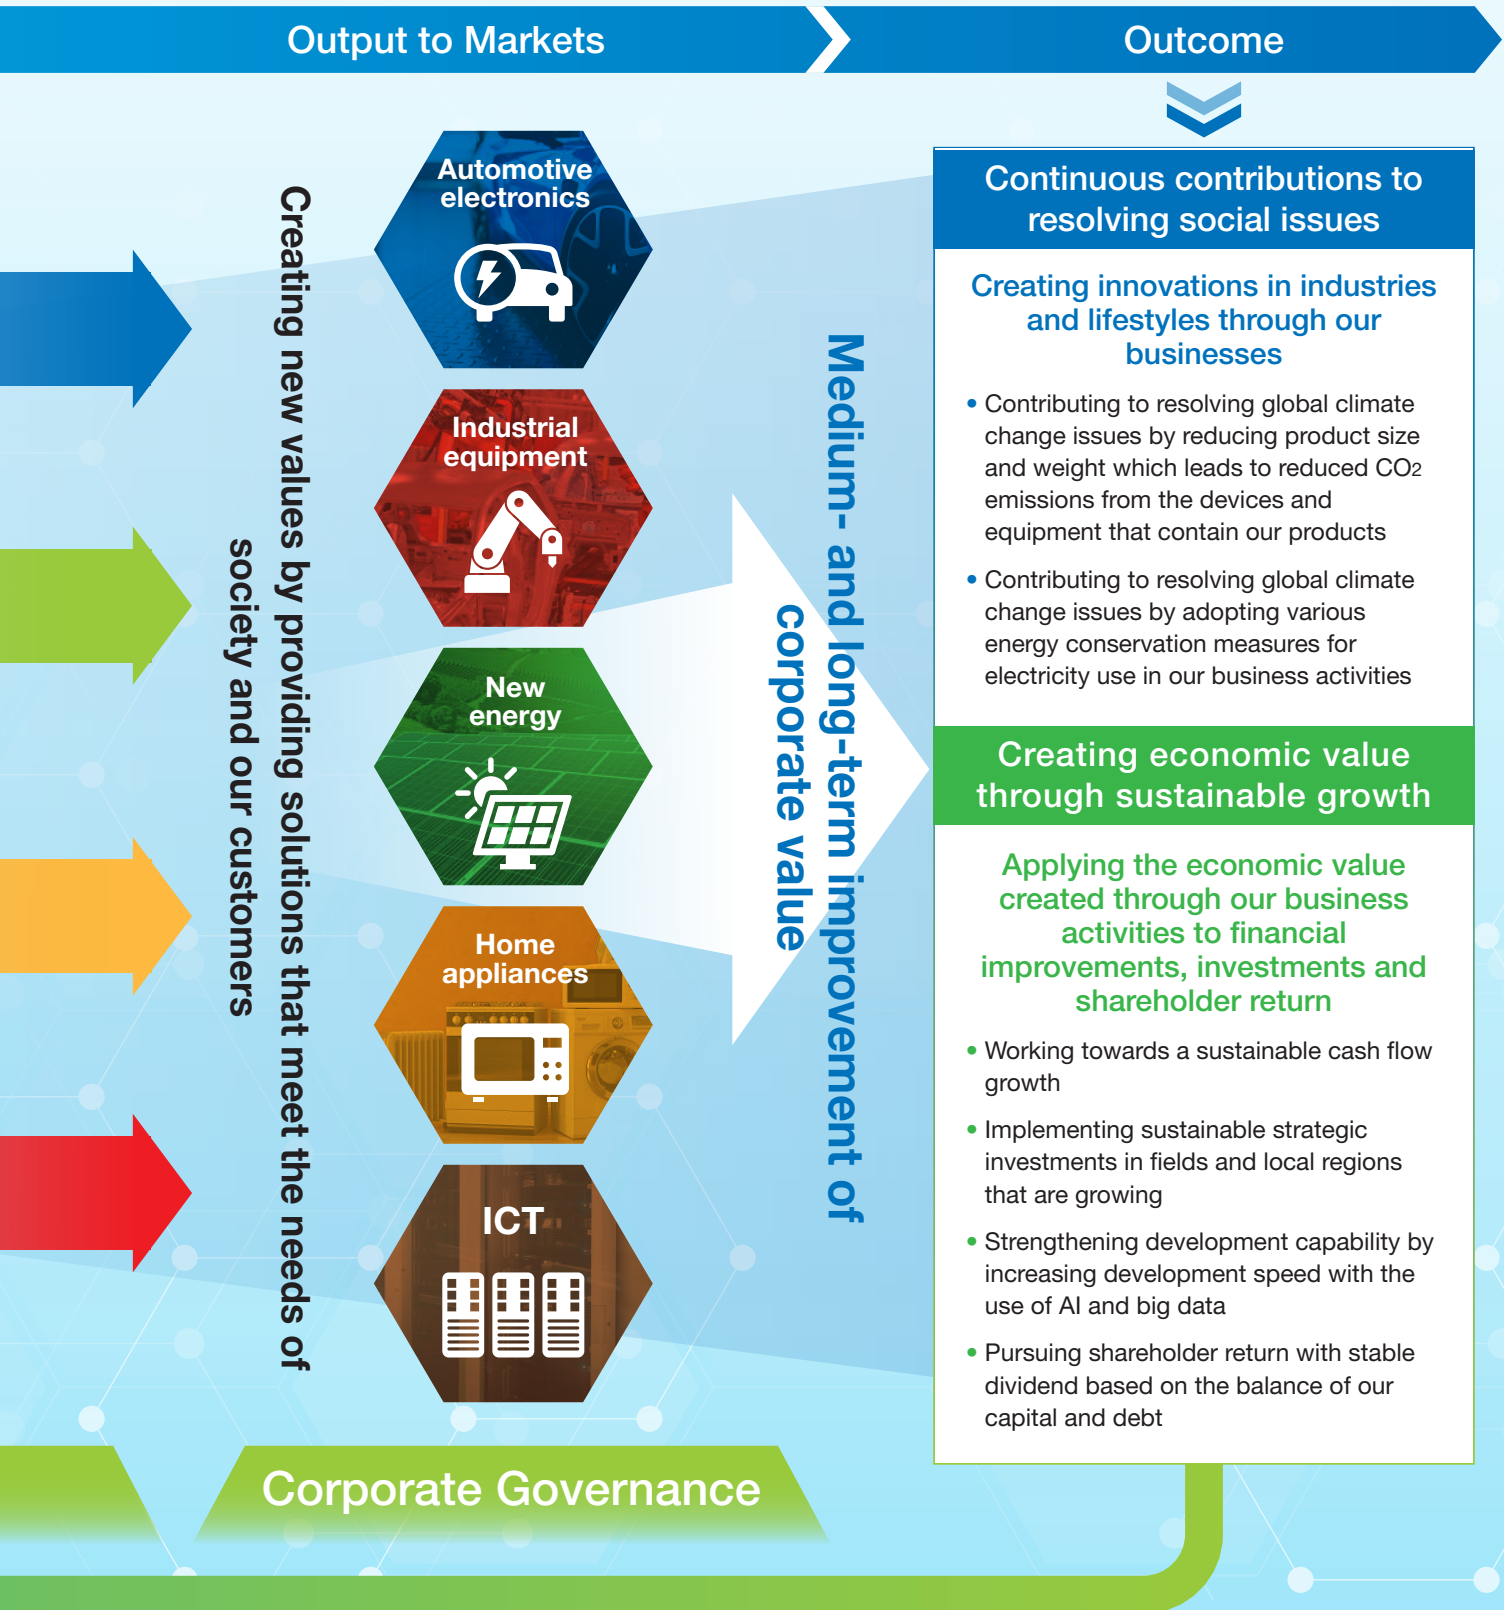 Output to Markets
Outcome
Creating new values by providing solutions that meet the needs of
society and our customers
Automotive
electronics
Industrial
equipment
New
energy
Home
appliances
ICT
Medium- and long-term improvement of
corporate value
Continuous contributions to
resolving social issues
Creating innovations in industries
and lifestyles through our
businesses
• Contributing to resolving global climate
change issues by reducing product size
and weight which leads to reduced CO2
emissions from the devices and
equipment that contain our products
• Contributing to resolving global climate
change issues by adopting various
energy conservation measures for
electricity use in our business activities
Creating economic value
through sustainable growth
Applying the economic value
created through our business
activities to financial
improvements, investments and
shareholder return
• Working towards a sustainable cash flow
growth
• Implementing sustainable strategic
investments in fields and local regions
that are growing
• Strengthening development capability by
increasing development speed with the
use of AI and big data
• Pursuing shareholder return with stable
dividend based on the balance of our
capital and debt
Corporate Governance